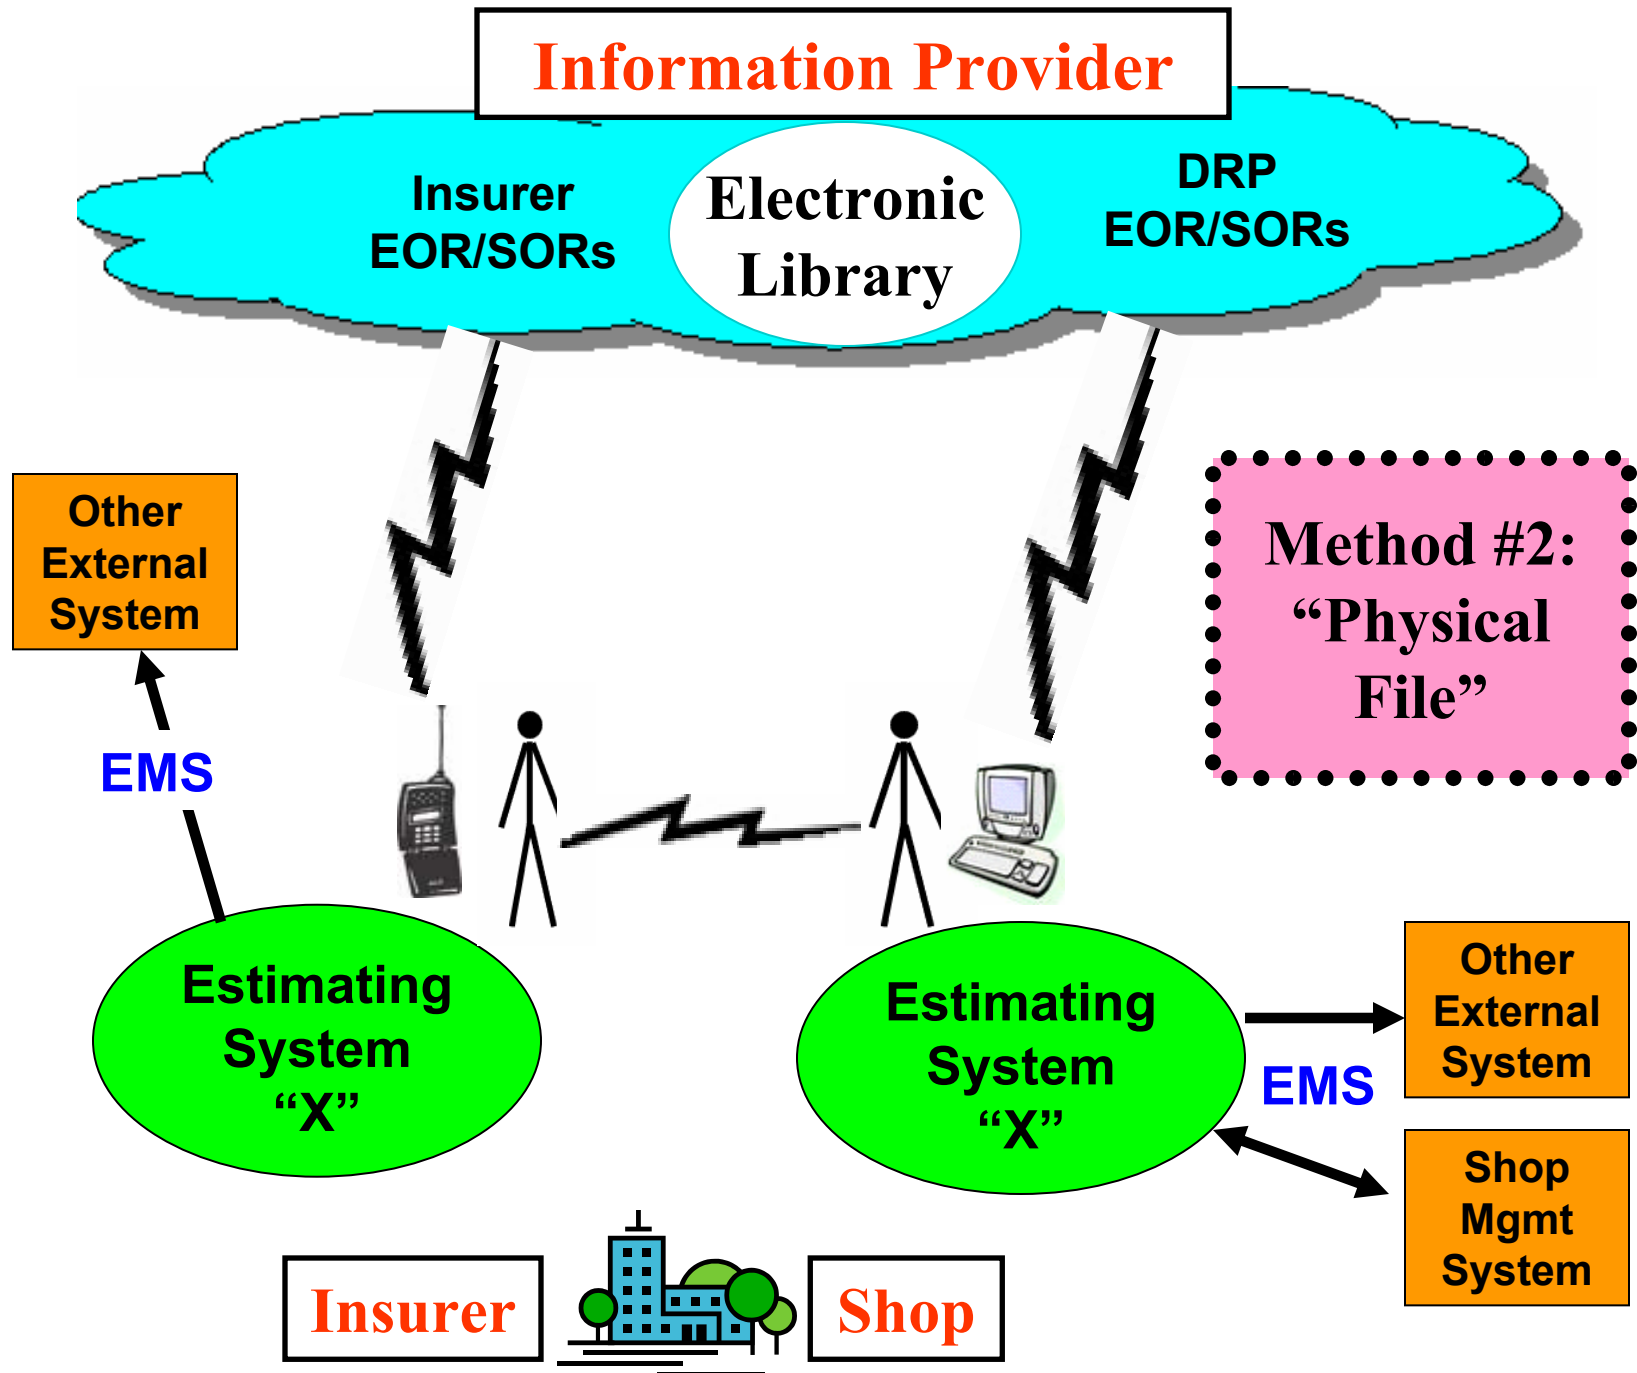 Information Provider
Insurer
EOR/SORs
Electronic
Library
DRP
EOR/SORs
Other
External
System
Method #2:
“Physical
File”
EMS
Estimating
System
“X”
Estimating
System
“X”
Other
External
System
EMS
Shop
Mgmt
System
Insurer
Shop